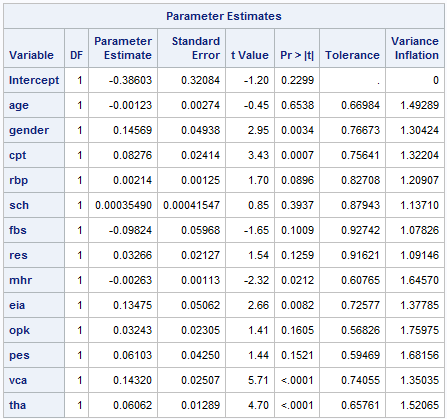 Parameter Estimates
Variable DF Parameter Estimate Standard Error t Value Pr > |t| Tolerance Variance Inflation
Intercept 1 -0.38603 0.32084 -1.20 0.2299 . 0
age 1 -0.00123 0.00274 -0.45 0.6538 0.66984 1.49289
gender 1 0.14569 0.04938 2.95 0.0034 0.76673 1.30424
cpt 1 0.08276 0.02414 3.43 0.0007 0.75641 1.32204
rbp 1 0.00214 0.00125 1.70 0.0896 0.82708 1.20907
sch 1 0.00035490 0.00041547 0.85 0.3937 0.87943 1.13710
fbs 1 -0.09824 0.05968 -1.65 0.1009 0.92742 1.07826
res 1 0.03266 0.02127 1.54 0.1259 0.91621 1.09146
mhr 1 -0.00263 0.00113 -2.32 0.0212 0.60765 1.64570
eia 1 0.13475 0.05062 2.66 0.0082 0.72577 1.37785
opk 1 0.03243 0.02305 1.41 0.1605 0.56826 1.75975
pes 1 0.06103 0.04250 1.44 0.1521 0.59469 1.68156
vca 1 0.14320 0.02507 5.71 <.0001 0.74055 1.35035
tha 1 0.06062 0.01289 4.70 <.0001 0.65761 1.52065